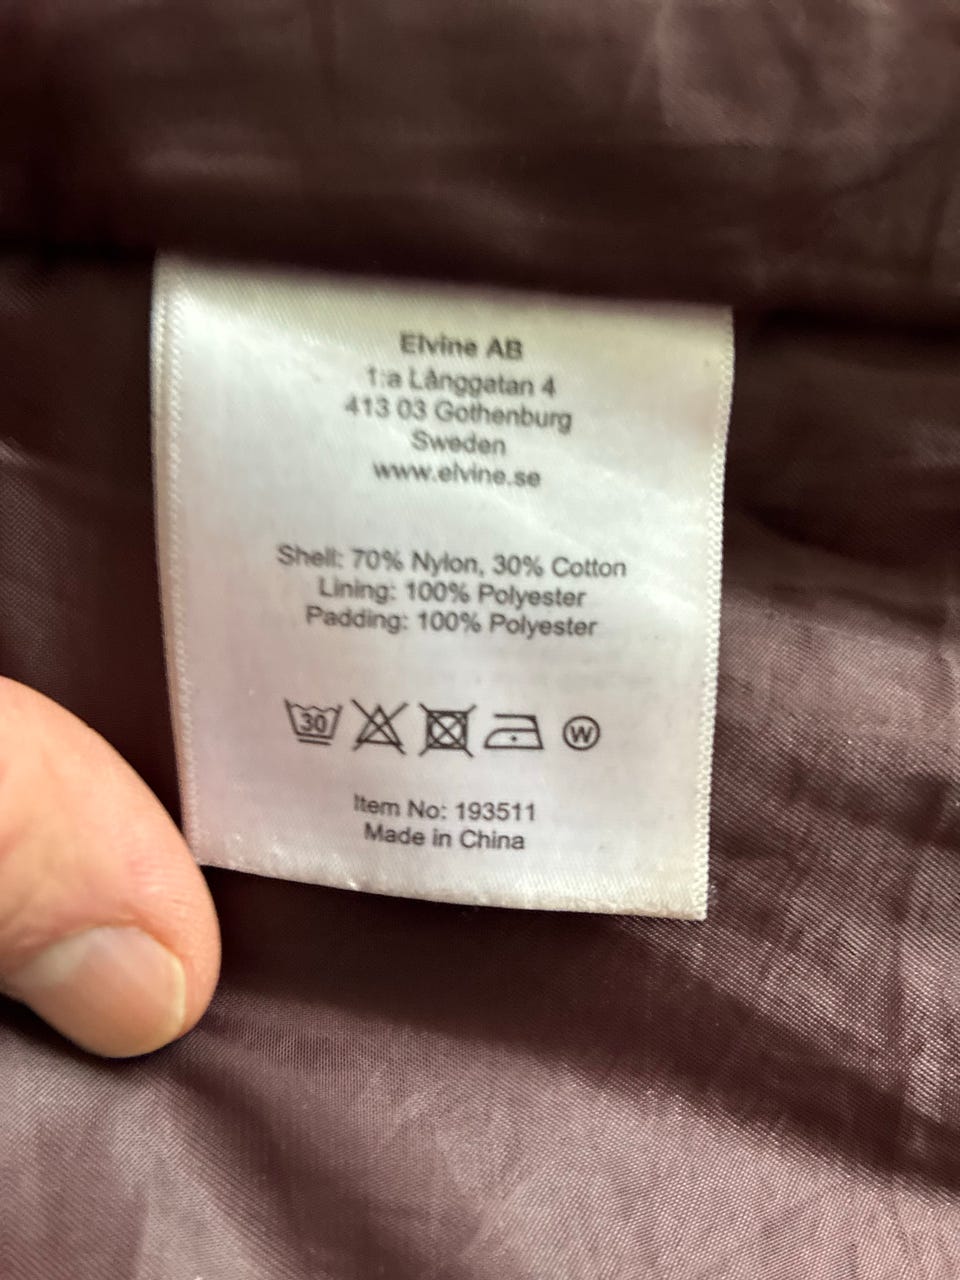 Elvine AB
1:a Långgatan 4
413 03 Gothenburg
Sweden
www.elvine.se
Shell: 70% Nylon, 30% Cotton
Lining: 100% Polyester
Padding: 100% Polyester
30 W
Item No: 193511
Made in China